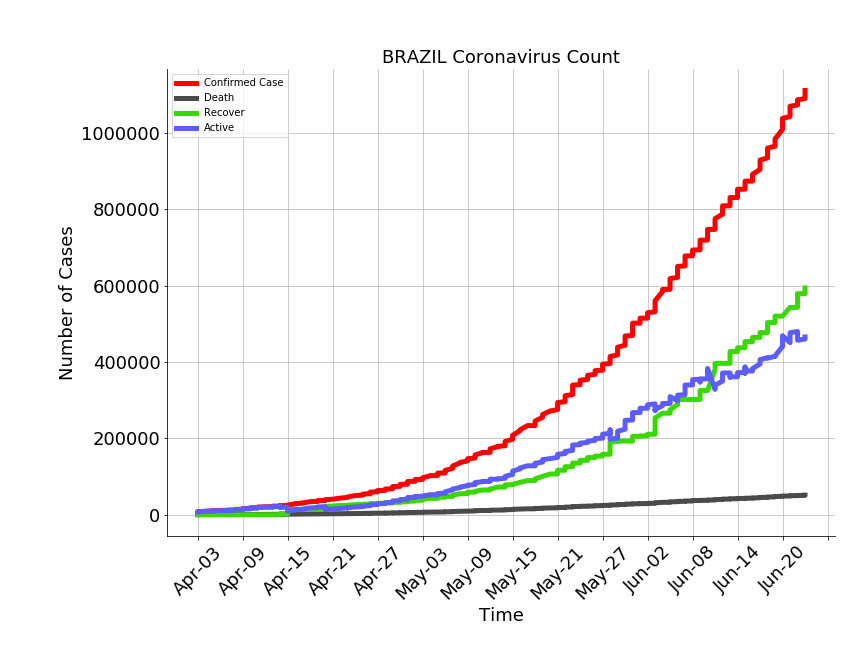 BRAZIL Coronavirus Count
Confirmed Case
Death
Recover
Active
Number of Cases
1000000
800000
600000
400000
200000
0
Apr-03
Apr-09
Apr-15
Apr-21
Apr-27
May-03
May-09
May-15
May-21
May-27
Jun-02
Jun-08
Jun-14
Jun-20
Time